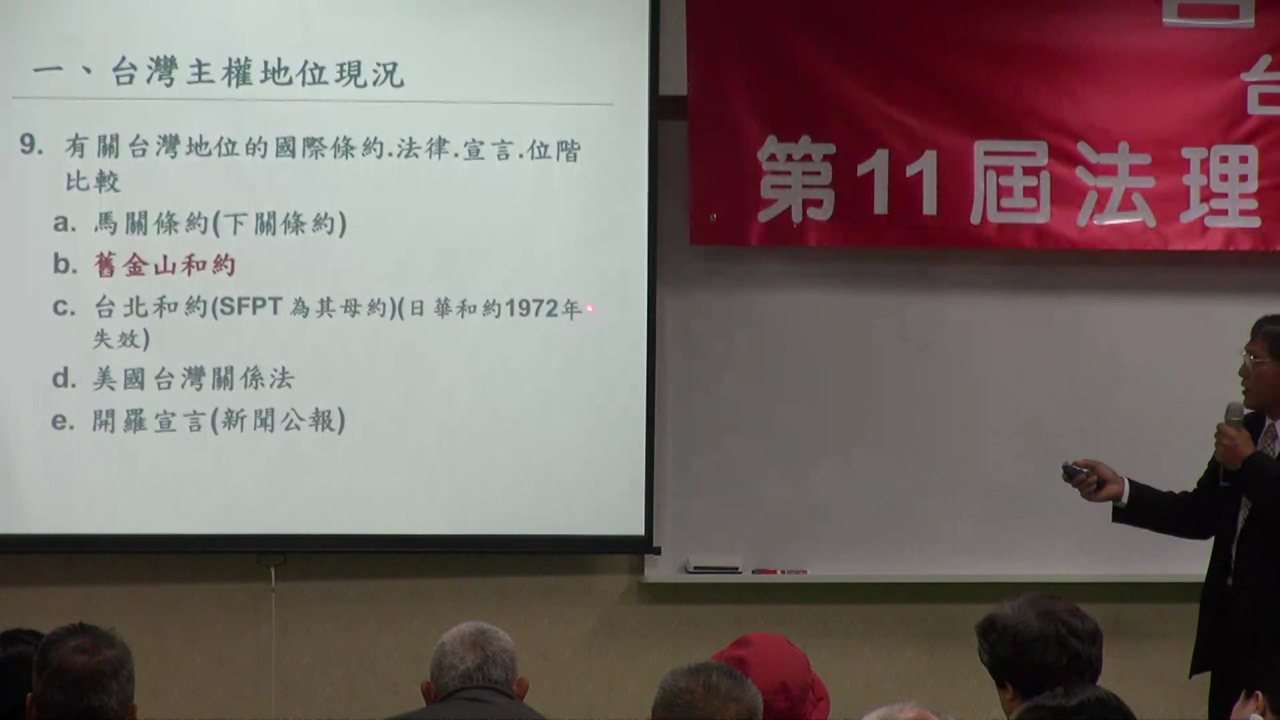 一、台灣主權地位現況
9. 有關台灣地位的國際條約.法律.宣言.位階
比較
a. 馬關條約(下關條約)
b. 舊金山和約
c. 台北和約(SFPT 為其母約)(日華和約1972年
失效)
d. 美國台灣關係法
e. 開羅宣言(新聞公報)
台
第11屆法理